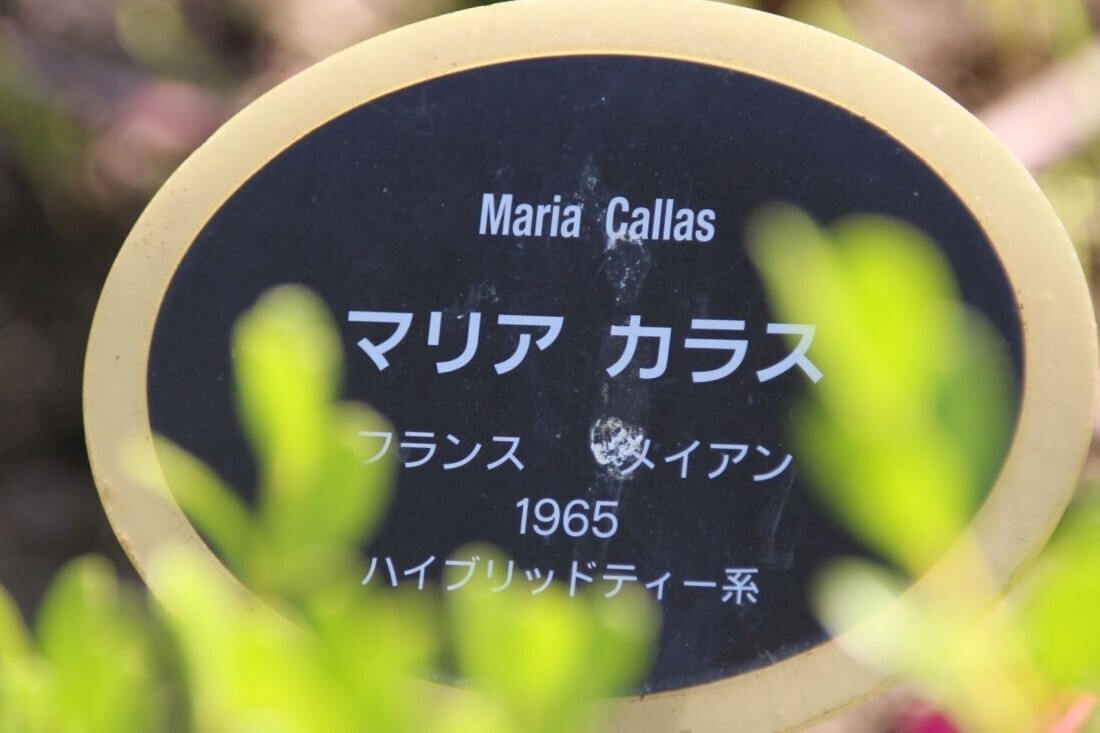 Maria Callas
マリア カラス
フランス メイアン
1965
ハイブリッドティー系